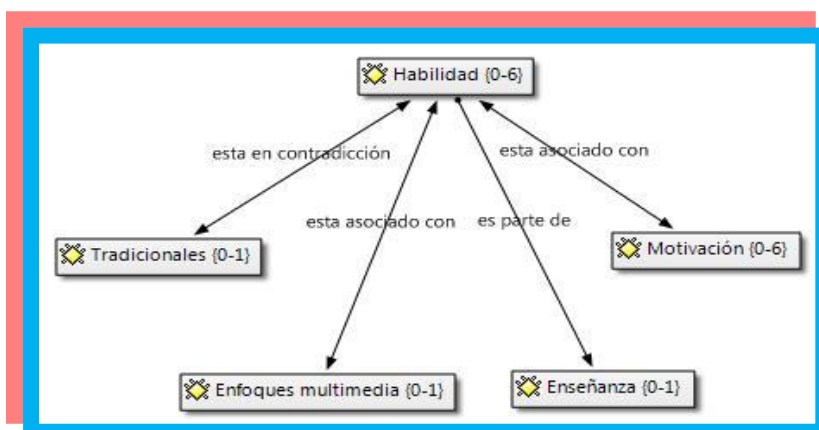 Habilidad {0-6}
esta en contradicción
esta asociado con
esta asociado con
es parte de
Tradicionales {0-1}
Motivación {0-6}
Enfoques multimedia {0-1}
Enseñanza {0-1}